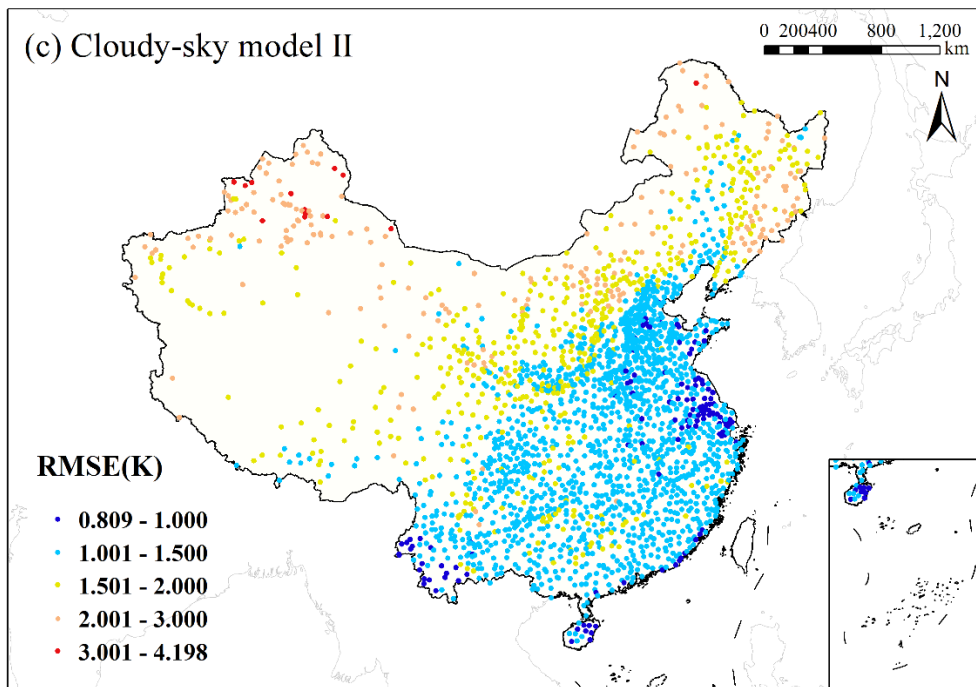 (c) Cloudy-sky model II
0 200400 800 1,200
km
N
RMSE(K)
0.809 - 1.000
1.001 - 1.500
1.501 - 2.000
2.001 - 3.000
3.001 - 4.198